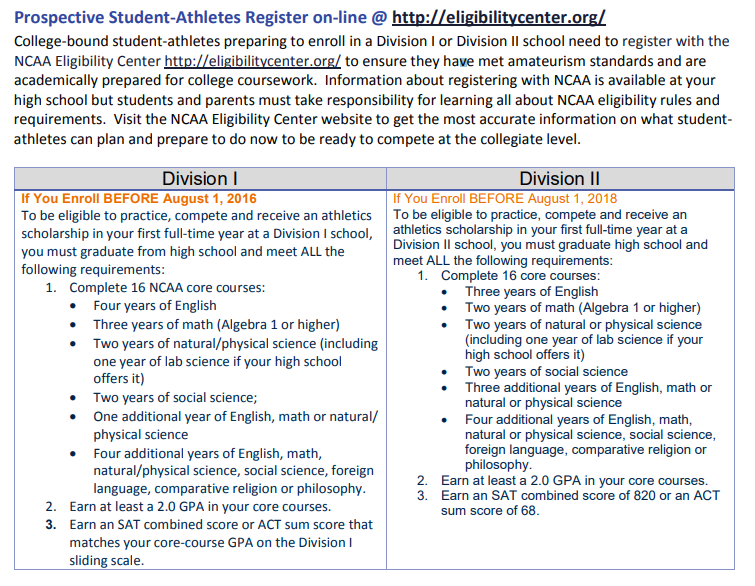 Prospective Student-Athletes Register on-line @ http://eligibilitycenter.org/
College-bound student-athletes preparing to enroll in a Division I or Division II school need to register with the
NCAA Eligibility Center http://eligibilitycenter.org/ to ensure they have met amateurism standards and are
academically prepared for college coursework. Information about registering with NCAA is available at your
high school but students and parents must take responsibility for learning all about NCAA eligibility rules and
requirements. Visit the NCAA Eligibility Center website to get the most accurate information on what student-
athletes can plan and prepare to do now to be ready to compete at the collegiate level.
Division I
If You Enroll BEFORE August 1, 2016
To be eligible to practice, compete and receive an athletics
scholarship in your first full-time year at a Division I school,
you must graduate from high school and meet ALL the
following requirements:
1. Complete 16 NCAA core courses:
• Four years of English
• Three years of math (Algebra 1 or higher)
• Two years of natural/physical science (including
one year of lab science if your high school
offers it)
• Two years of social science;
• One additional year of English, math or natural/
physical science
• Four additional years of English, math,
natural/physical science, social science, foreign
language, comparative religion or philosophy.
2. Earn at least a 2.0 GPA in your core courses.
3. Earn an SAT combined score or ACT sum score that
matches your core-course GPA on the Division I
sliding scale.
Division II
If You Enroll BEFORE August 1, 2018
To be eligible to practice, compete and receive an
athletics scholarship in your first full-time year at a
Division II school, you must graduate high school and
meet ALL the following requirements:
1. Complete 16 core courses:
• Three years of English
• Two years of math (Algebra 1 or higher)
• Two years of natural or physical science
(including one year of lab science if your
high school offers it)
• Two years of social science
• Three additional years of English, math or
natural or physical science
• Four additional years of English, math,
natural or physical science, social science,
foreign language, comparative religion or
philosophy.
2. Earn at least a 2.0 GPA in your core courses.
3. Earn an SAT combined score of 820 or an ACT
sum score of 68.